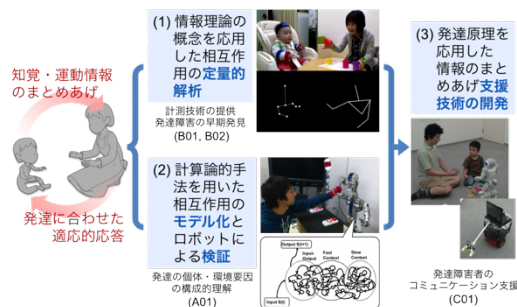 知覚・運動情報
のまとめあげ
発達に合わせた
適応的応答
(1) 情報理論の
概念を応用
した相互作
用の定量的
解析
計測技術の提供
発達障害の早期発見
(B01, B02)
(2) 計算論的手
法を用いた
相互作用の
モデル化と
ロボットによ
る検証
発達の個体・環境要因
の構成的理解
(A01)
Output S(t+1)
Input-
Output
Fast
Context
Slow
Context
Input S(t)
(3) 発達原理を
応用した
情報のまと
めあげ支援
技術の開発
発達障害者の
コミュニケーション支援
(C01)